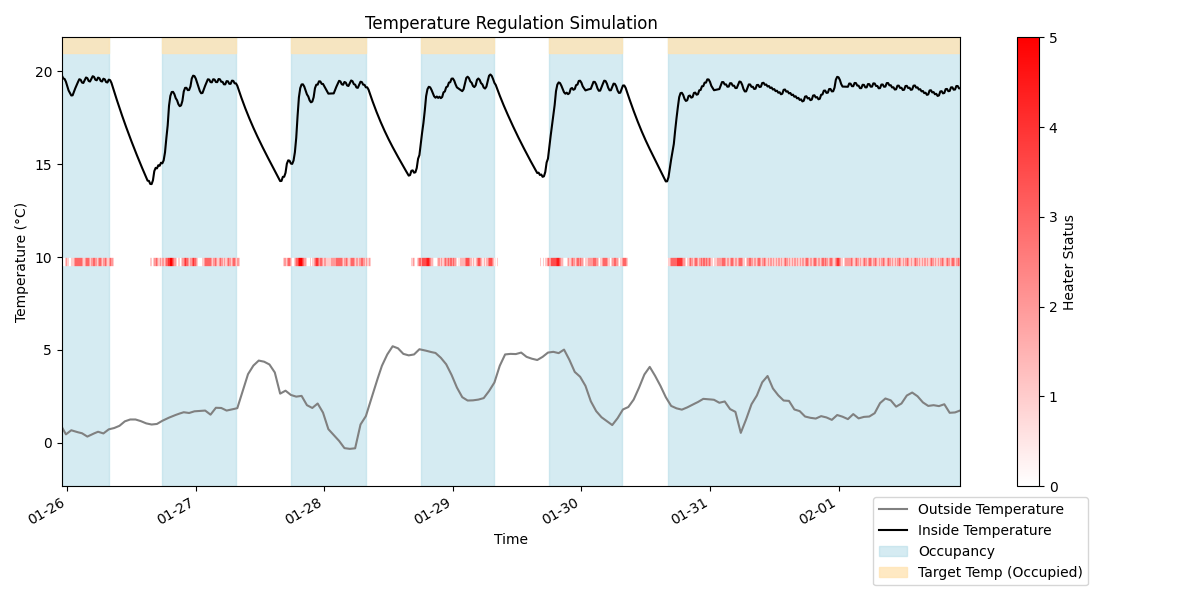 Temperature Regulation Simulation
Temperature (°C)
20
15
10
5
0
01-26
01-27
01-28
01-29
01-30
01-31
02-01
Time
5
4
3
2
1
0
Heater Status
Outside Temperature
Inside Temperature
Occupancy
Target Temp (Occupied)